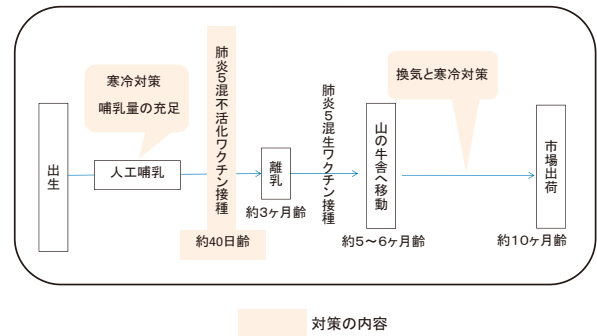 出生
寒冷対策
哺乳量の充足
人工哺乳
肺炎5混不活化ワクチン接種
約40日齢
離乳
約3ヶ月齢
肺炎5混生ワクチン接種
山の牛舎へ移動
約5〜6ヶ月齢
換気と寒冷対策
市場出荷
約10ヶ月齢
対策の内容